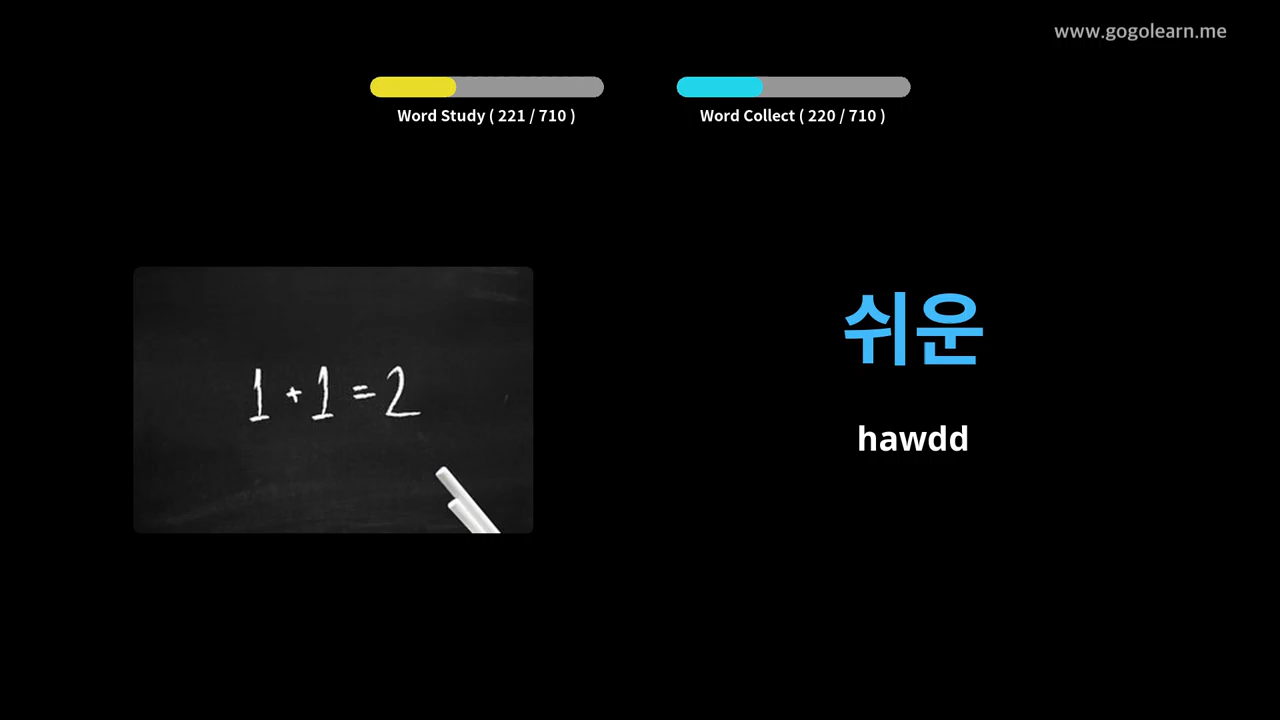 www.gogolearn.me
Word Study ( 221 / 710 )
Word Collect ( 220 / 710 )
1 + 1 = 2
쉬운
hawdd